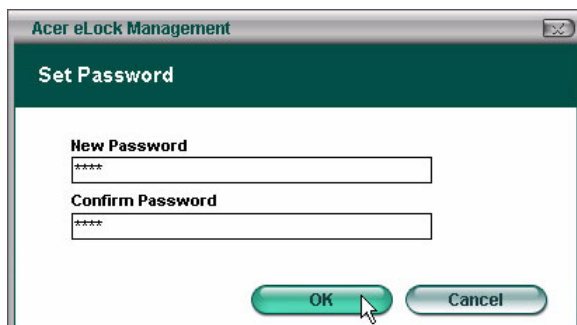 Acer eLock Management
Set Password
New Password
****
Confirm Password
****
OK Cancel